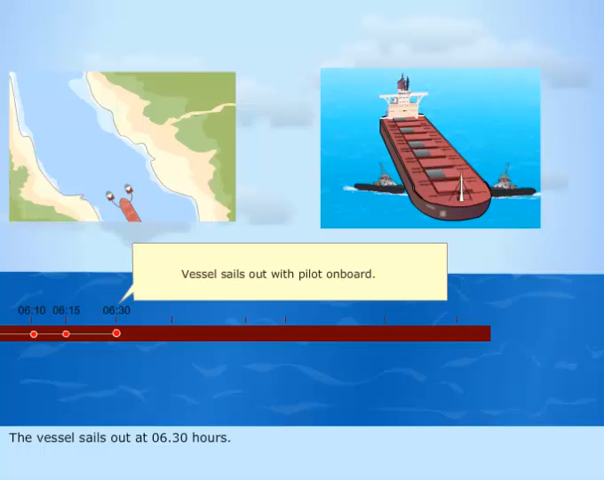 Vessel sails out with pilot onboard.
06:10 06:15 06:30
The vessel sails out at 06.30 hours.